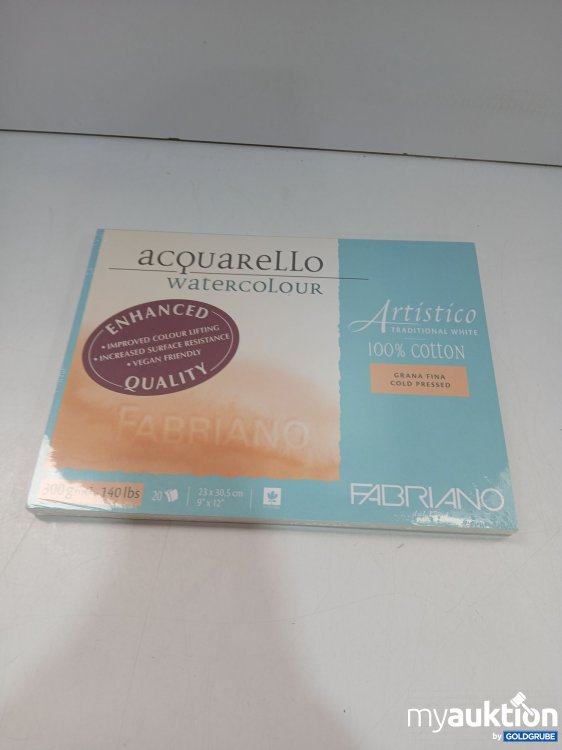 acquarello
watercolour
ENHANCED
• IMPROVED COLOUR LIFTING
• INCREASED SURFACE RESISTANCE
• VEGAN FRIENDLY
QUALITY
FABRIANO
Artistico
TRADITIONAL WHITE
100% COTTON
GRANA FINA
COLD PRESSED
140 lbs
20
23 x 30,5 cm
9" x 12"
FABRIANO
myauktion
by GOLDGRUBE